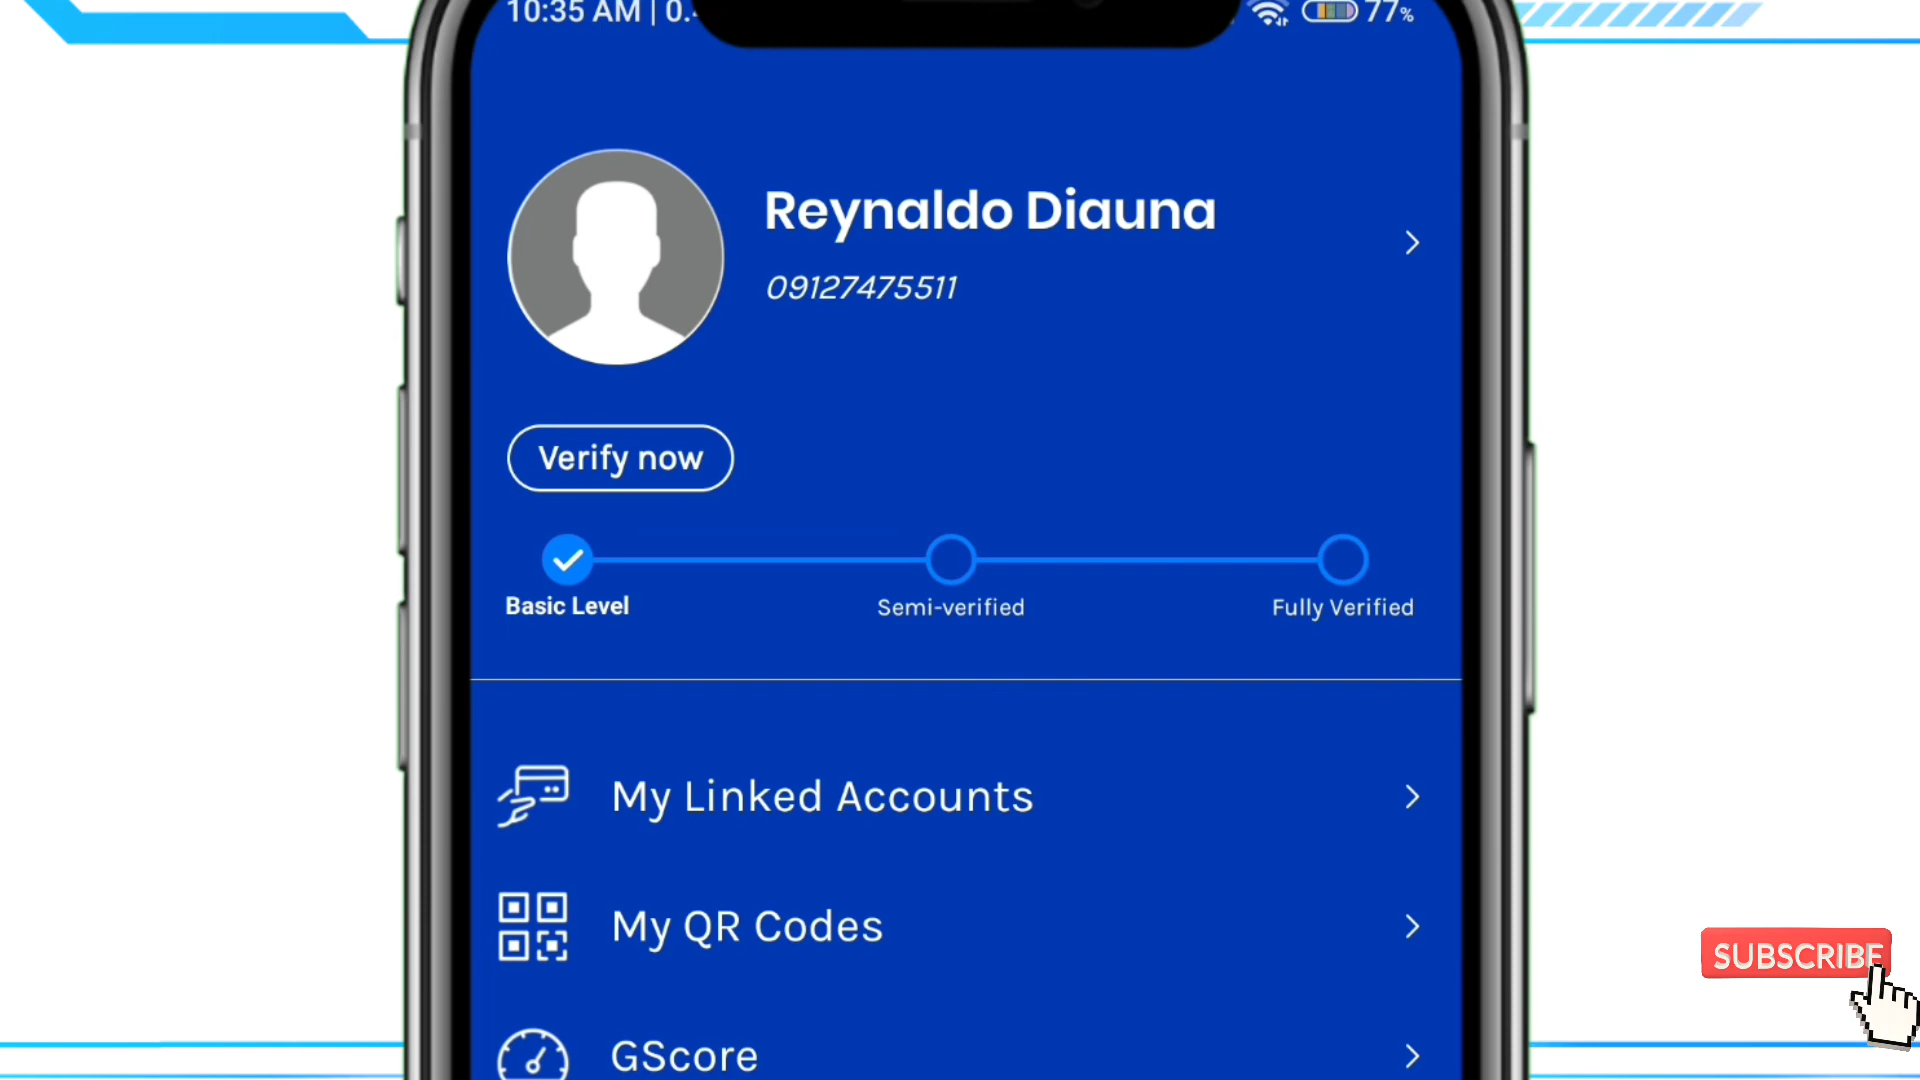 10:35 AM | 0.
77%
Reynaldo Diauna
09127475511
Verify now
Basic Level
Semi-verified
Fully Verified
My Linked Accounts
My QR Codes
SUBSCRIBE
GScore